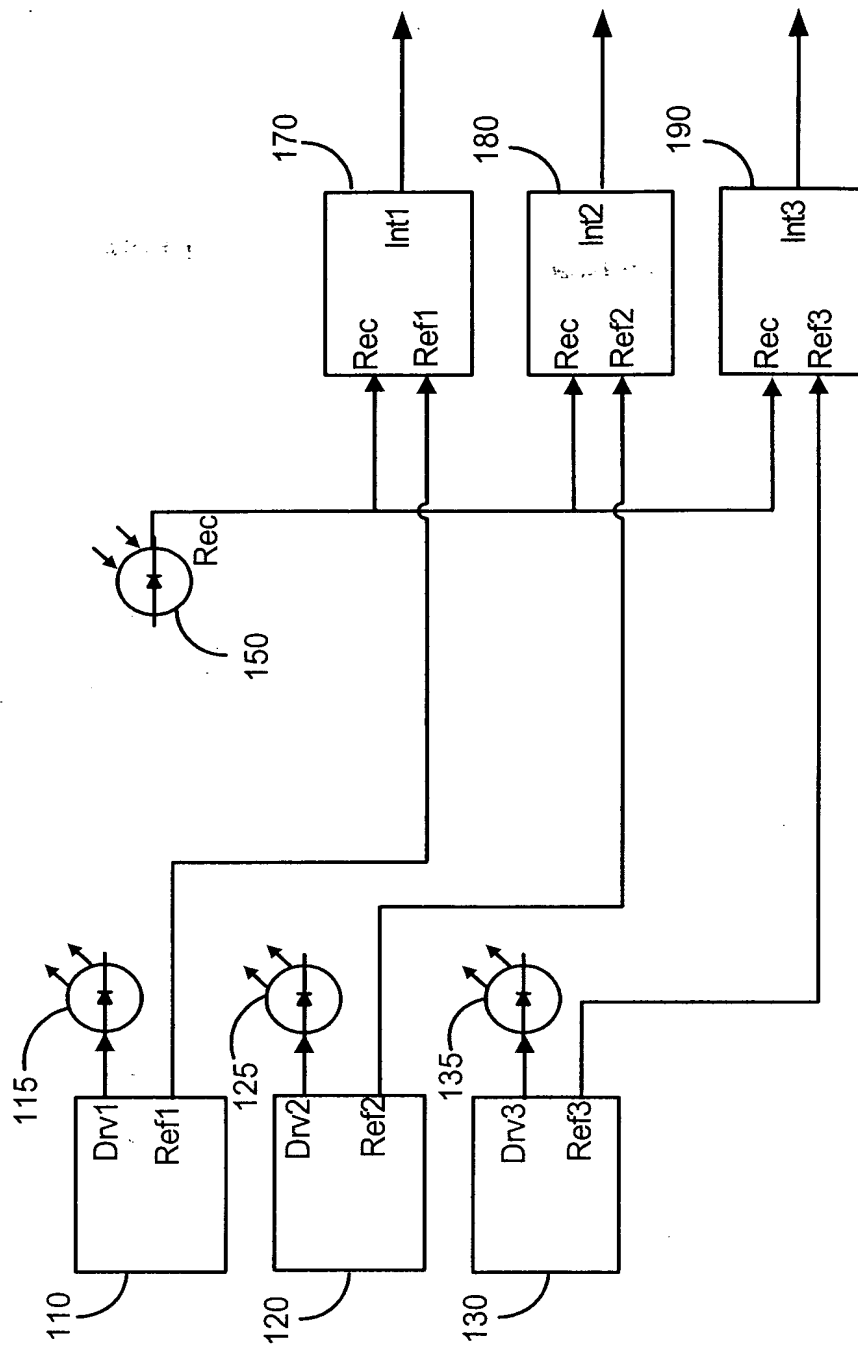 110
Drv1
Ref1
115
120
Drv2
Ref2
125
130
Drv3
Ref3
135
150
Rec
170
Rec
Ref1
Int1
180
Rec
Ref2
Int2
190
Rec
Ref3
Int3